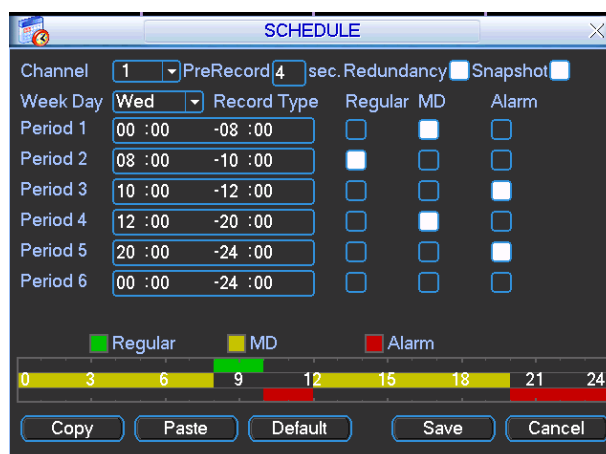 SCHEDULE
Channel 1 PreRecord 4 sec. Redundancy Snapshot
Week Day Wed Record Type Regular MD Alarm
Period 1 00 :00 -08 :00
Period 2 08 :00 -10 :00
Period 3 10 :00 -12 :00
Period 4 12 :00 -20 :00
Period 5 20 :00 -24 :00
Period 6 00 :00 -24 :00
Regular MD Alarm
0 3 6 9 12 15 18 21 24
Copy Paste Default Save Cancel